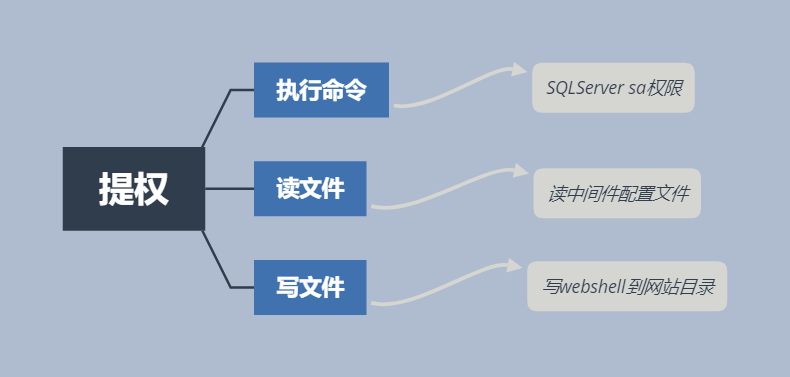 提权
执行命令
SQLServer sa权限
读文件
读中间件配置文件
写文件
写webshell到网站目录